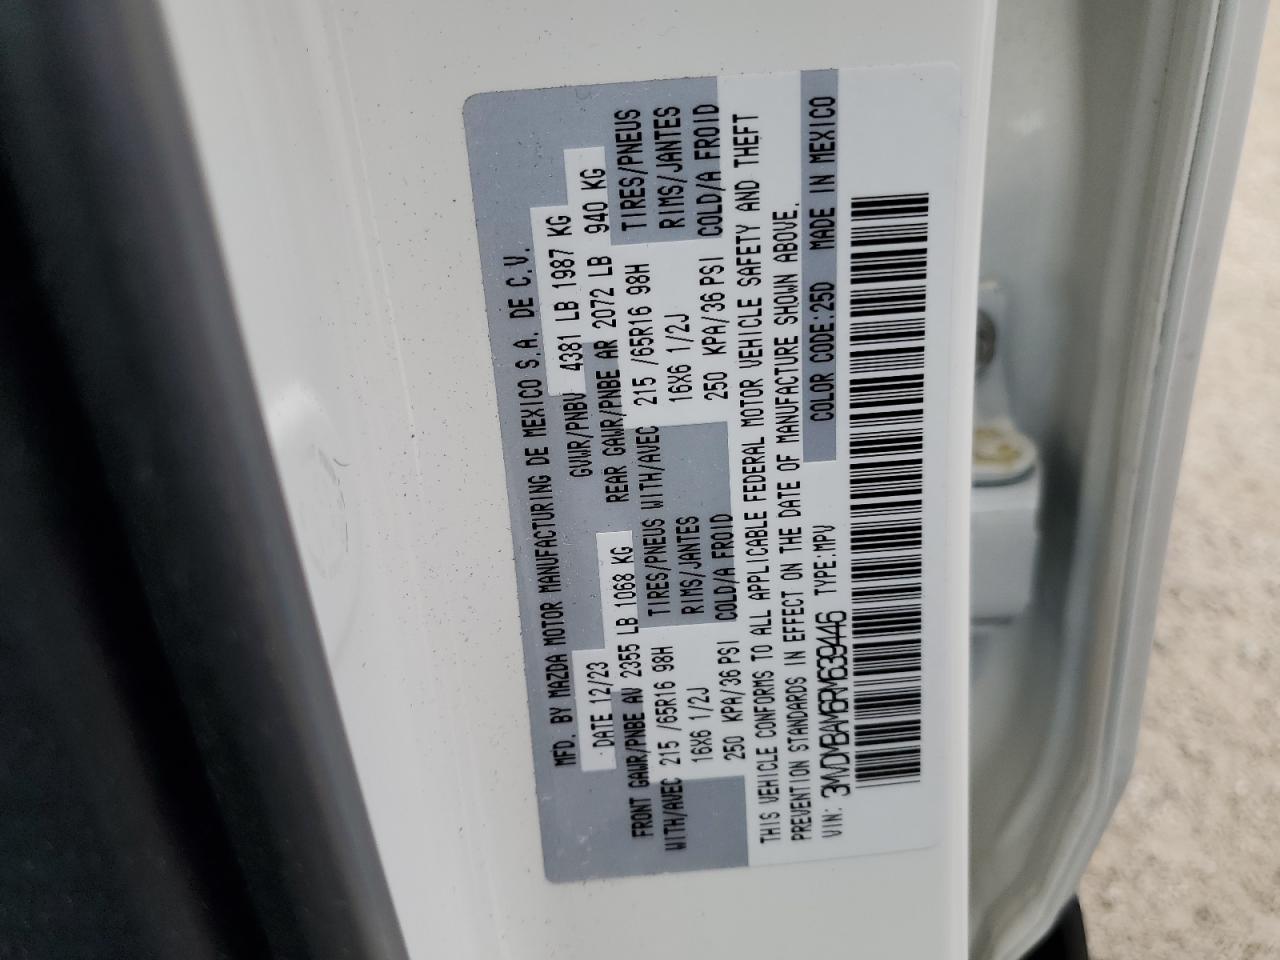 MFD. BY MAZDA MOTOR MANUFACTURING DE MEXICO S.A. DE C.V.
DATE 12/23 GVWR/PNBV 4381 LB 1987 KG
FRONT GAWR/PNBE AV 2355 LB 1068 KG REAR GAWR/PNBE AR 2072 LB 940 KG
WITH/AVEC 215 /65R16 98H TIRES/PNEUS WITH/AVEC 215 /65R16 98H TIRES/PNEUS
16X6 1/2J RIMS/JANTES 16X6 1/2J RIMS/JANTES
250 KPA/36 PSI COLD/A FROID 250 KPA/36 PSI COLD/A FROID
THIS VEHICLE CONFORMS TO ALL APPLICABLE FEDERAL MOTOR VEHICLE SAFETY AND THEFT
PREVENTION STANDARDS IN EFFECT ON THE DATE OF MANUFACTURE SHOWN ABOVE.
VIN: 3MVDMBAM6RM639446 TYPE:MPV COLOR CODE:25D MADE IN MEXICO